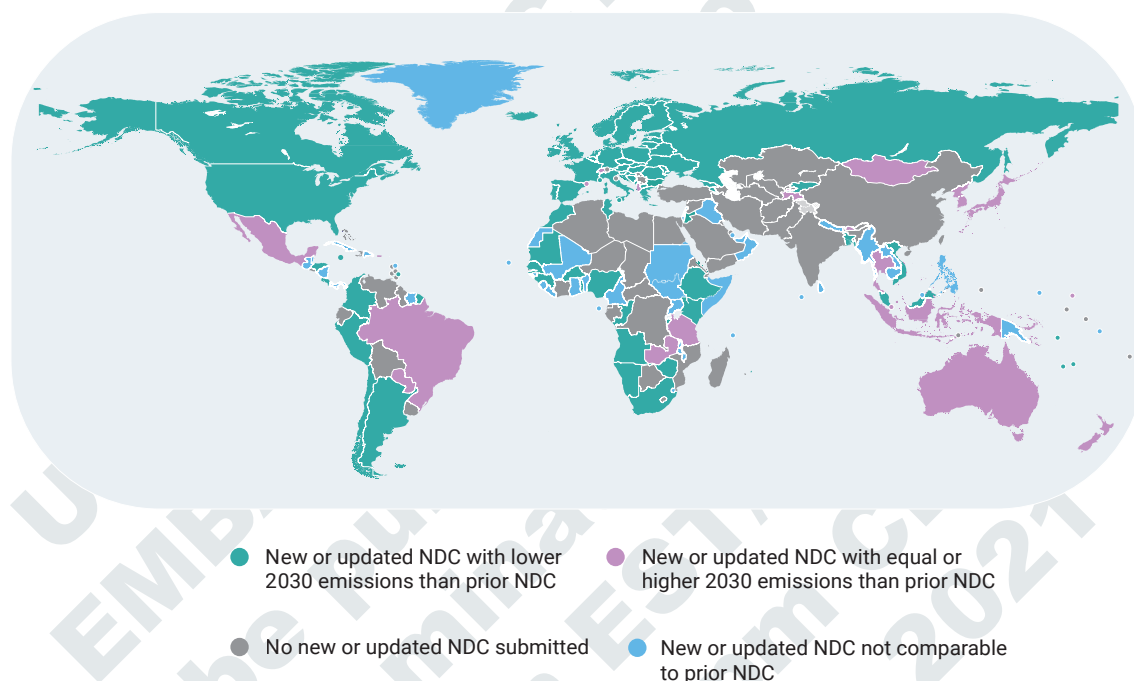 New or updated NDC with lower
2030 emissions than prior NDC
New or updated NDC with equal or
higher 2030 emissions than prior NDC
No new or updated NDC submitted
New or updated NDC not comparable
to prior NDC
2021